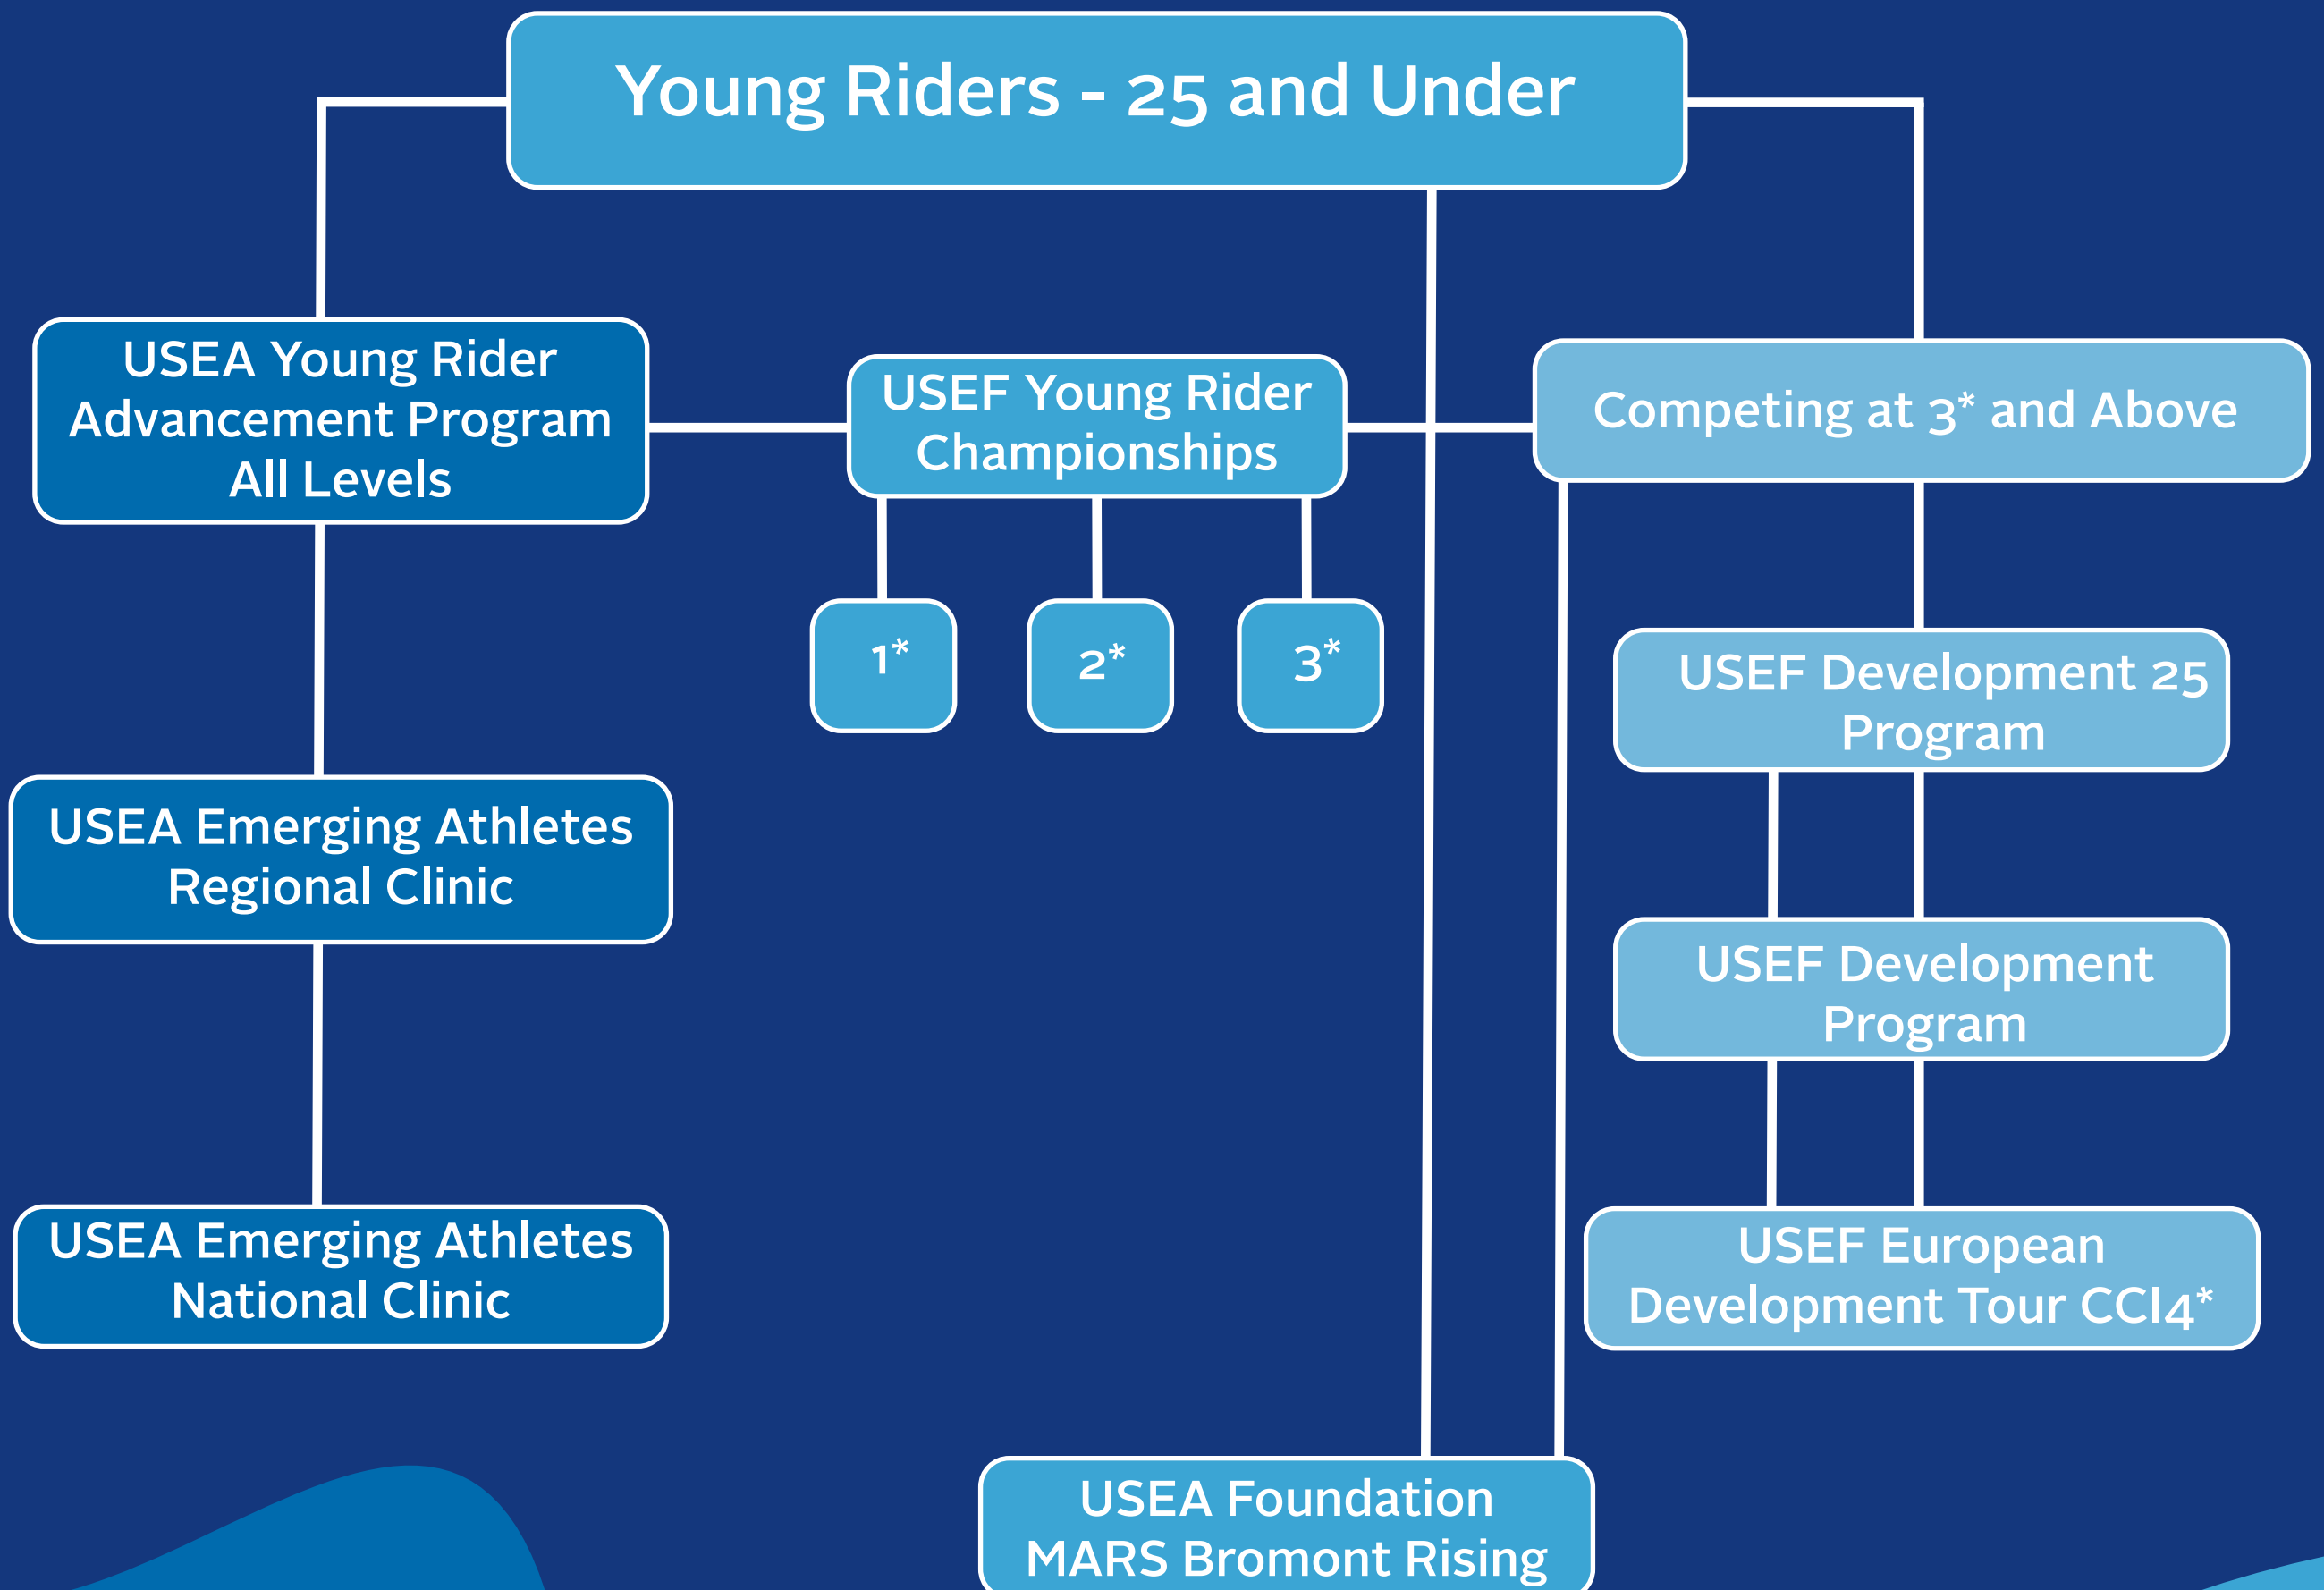 Young Riders - 25 and Under
USEA Young Rider
Advancement Program
All Levels
USEF Young Rider
Championships
Competing at 3* and Above
1*
2*
3*
USEF Development 25
Program
USEA Emerging Athletes
Regional Clinic
USEF Development
Program
USEA Emerging Athletes
National Clinic
USEF European
Development Tour CCI4*
USEA Foundation
MARS Bromont Rising